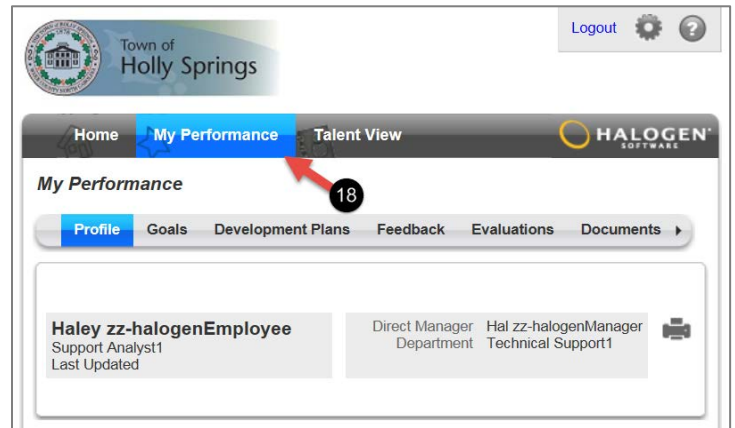 Town of
Holly Springs
Logout
Home My Performance Talent View
HALOGEN
SOFTWARE
My Performance
18
Profile Goals Development Plans Feedback Evaluations Documents
Haley zz-halogenEmployee
Support Analyst1
Last Updated
Direct Manager Hal zz-halogenManager
Department Technical Support1